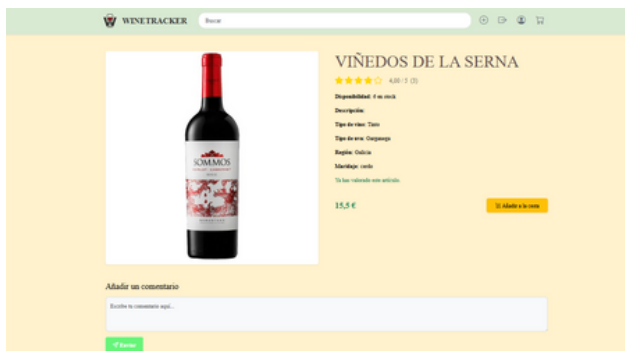 WINETRACKER
Buscar
VIÑEDOS DE LA SERNA
4,00 / 5 (3)
Disponibilidad: 6 en stock
Descripción:
Tipo de vino: Tinto
Tipo de uva: Garganega
Región: Galicia
Maridaje: cerdo
Ya has valorado este artículo.
15,5 €
Añadir a la cesta
SOMMOS
Añadir un comentario
Escribe tu comentario aquí...
Enviar